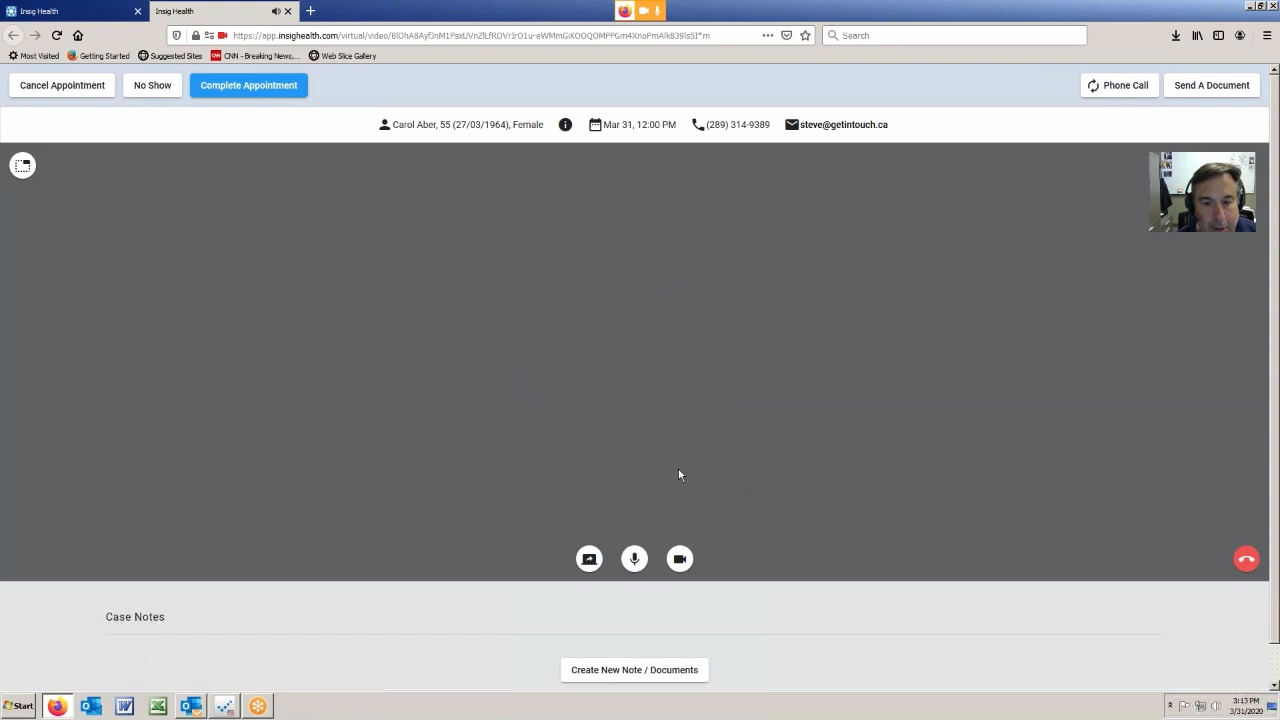 Insig Health
Insig Health
https://app.insighealth.com/virtual/video/
Search
Most Visited
Getting Started
Suggested Sites
CNN - Breaking News,...
Web Slice Gallery
Cancel Appointment
No Show
Complete Appointment
Phone Call
Send A Document
Carol Aber, 55 (27/03/1964), Female
Mar 31, 12:00 PM
(289) 314-9389
steve@getintouch.ca
Case Notes
Create New Note / Documents
Start
3:13 PM
3/31/2020